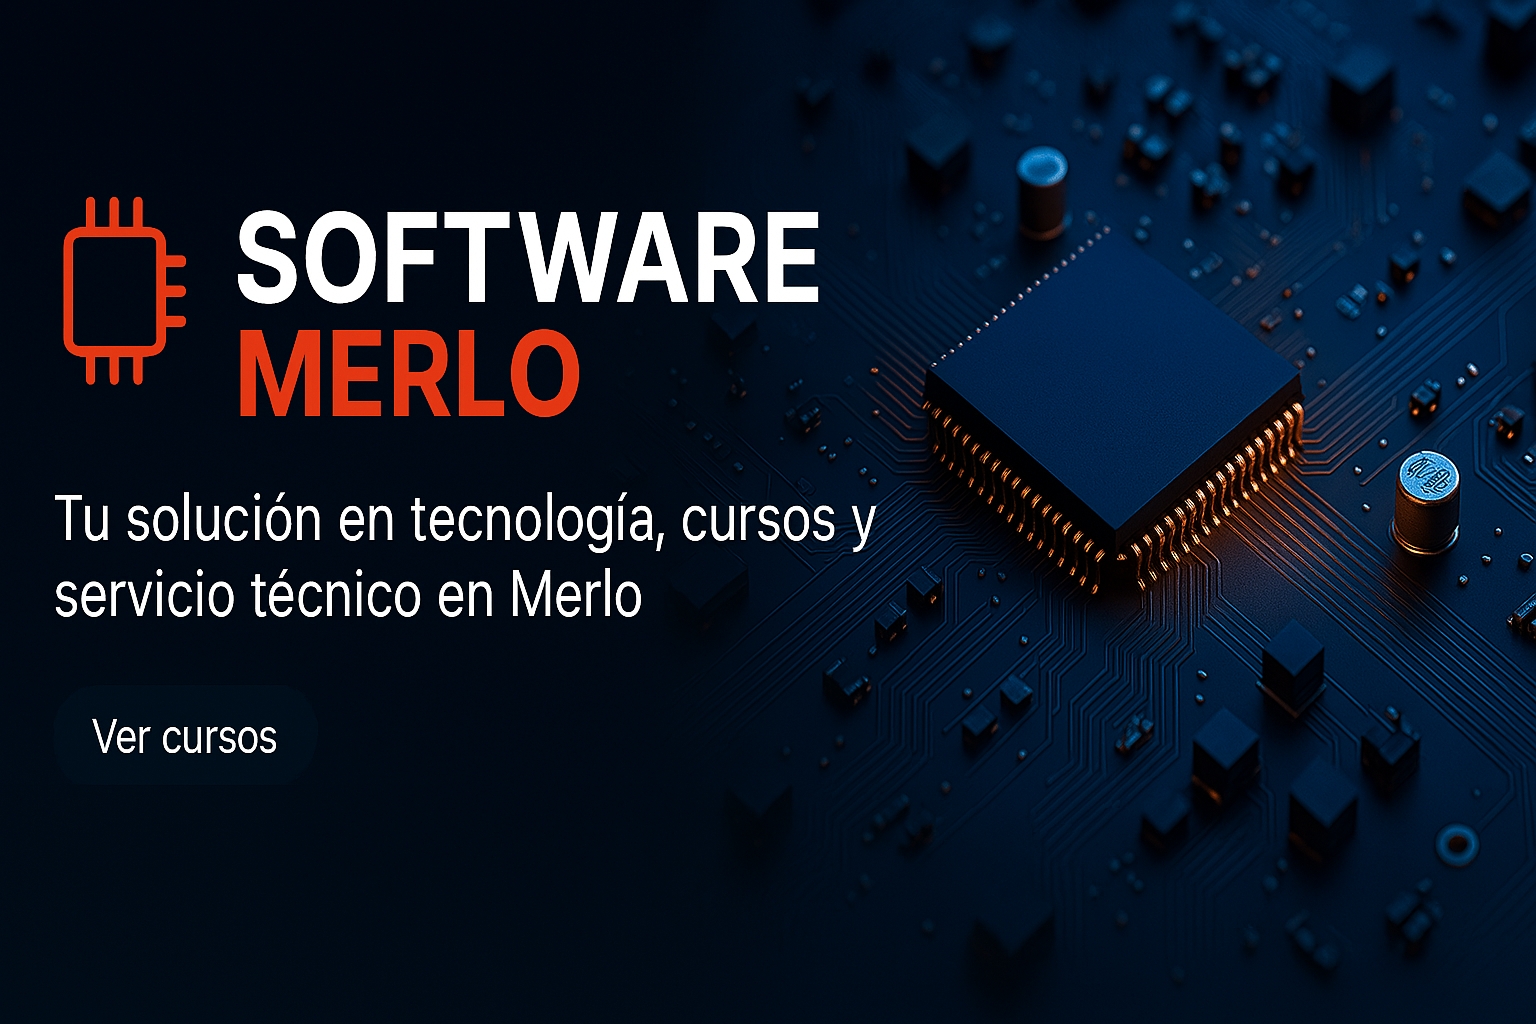 SOFTWARE
MERLO
Tu solución en tecnología, cursos y
servicio técnico en Merlo
Ver cursos